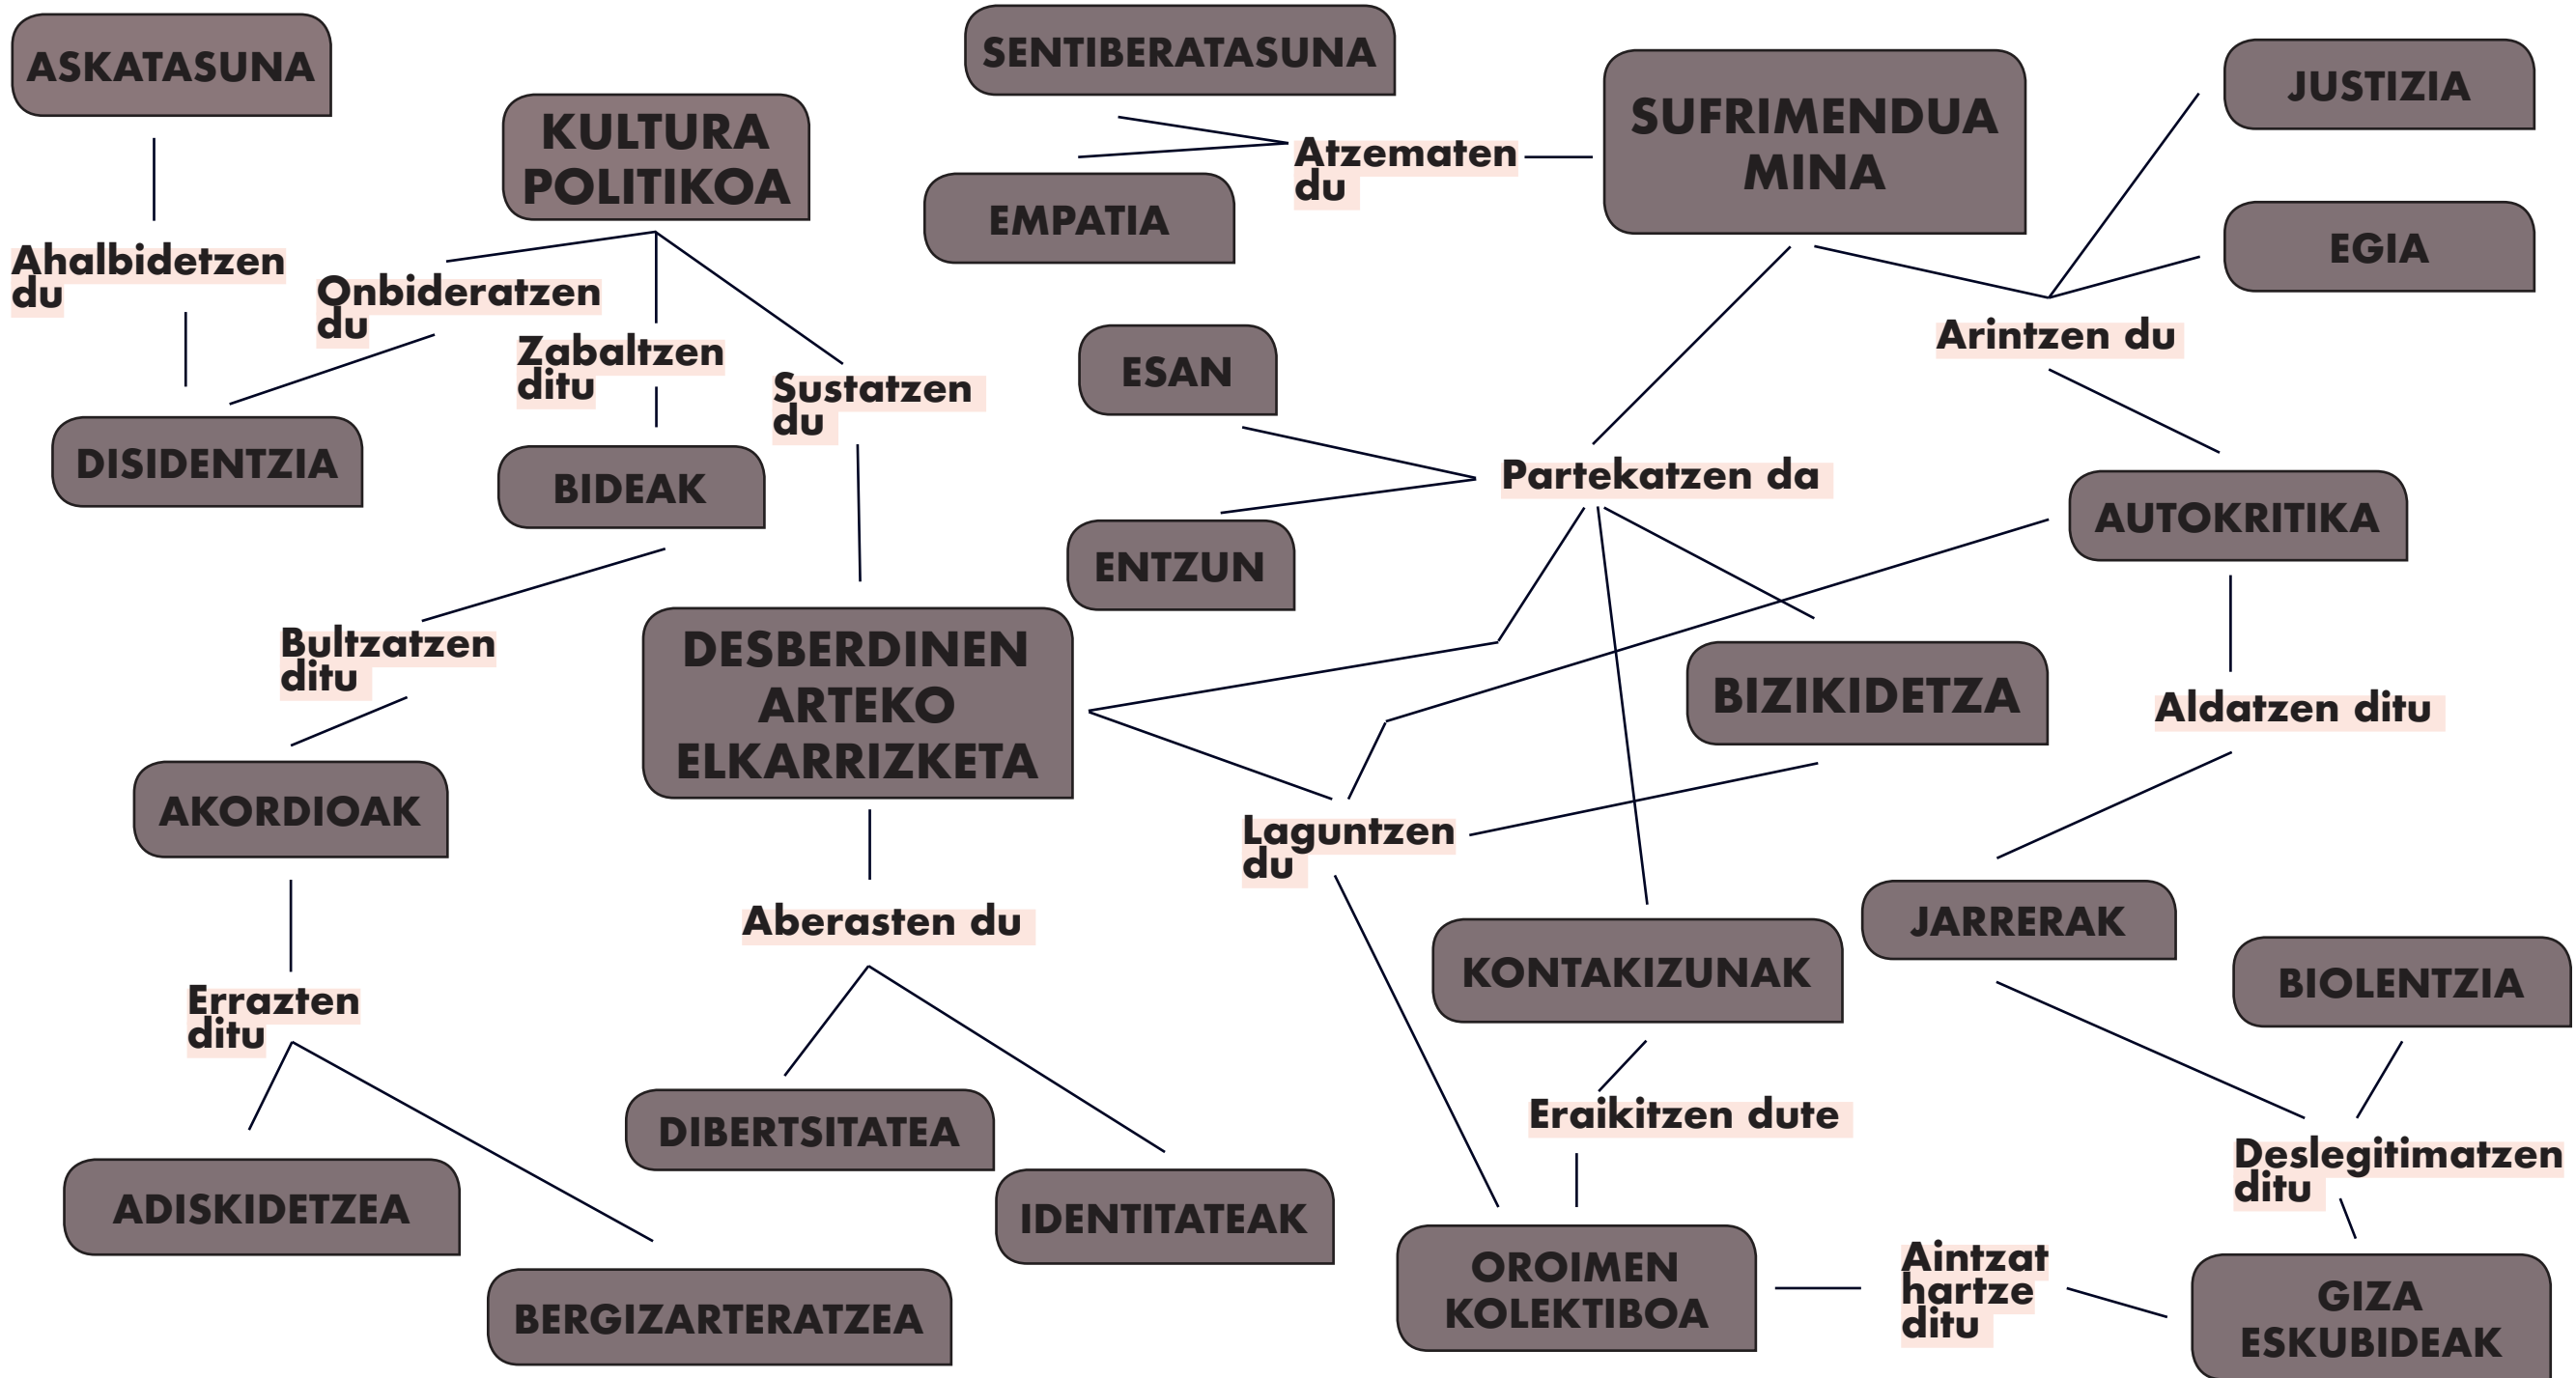 ASKATASUNA
SENTIBERATASUNA
JUSTIZIA
SUFRIMENDUA
MINA
KULTURA
POLITIKOA
Atzematen
du
EMPATIA
EGIA
Ahalbidetzen
du
Onbideratzen
du
Zabaltzen
ditu
Sustatzen
du
ESAN
Arintzen du
DISIDENTZIA
BIDEAK
Partekatzen da
AUTOKRITIKA
ENTZUN
Bultzatzen
ditu
DESBERDINEN
ARTEKO
ELKARRIZKETA
BIZIKIDETZA
Aldatzen ditu
AKORDIOAK
Laguntzen
du
Aberasten du
JARRERAK
KONTAKIZUNAK
BIOLENTZIA
Errazten
ditu
DIBERTSITATEA
Eraikitzen dute
Deslegitimatzen
ditu
ADISKIDETZEA
IDENTITATEAK
OROIMEN
KOLEKTIBOA
Aintzat
hartze
ditu
GIZA
ESKUBIDEAK
BERGIZARTERATZEA